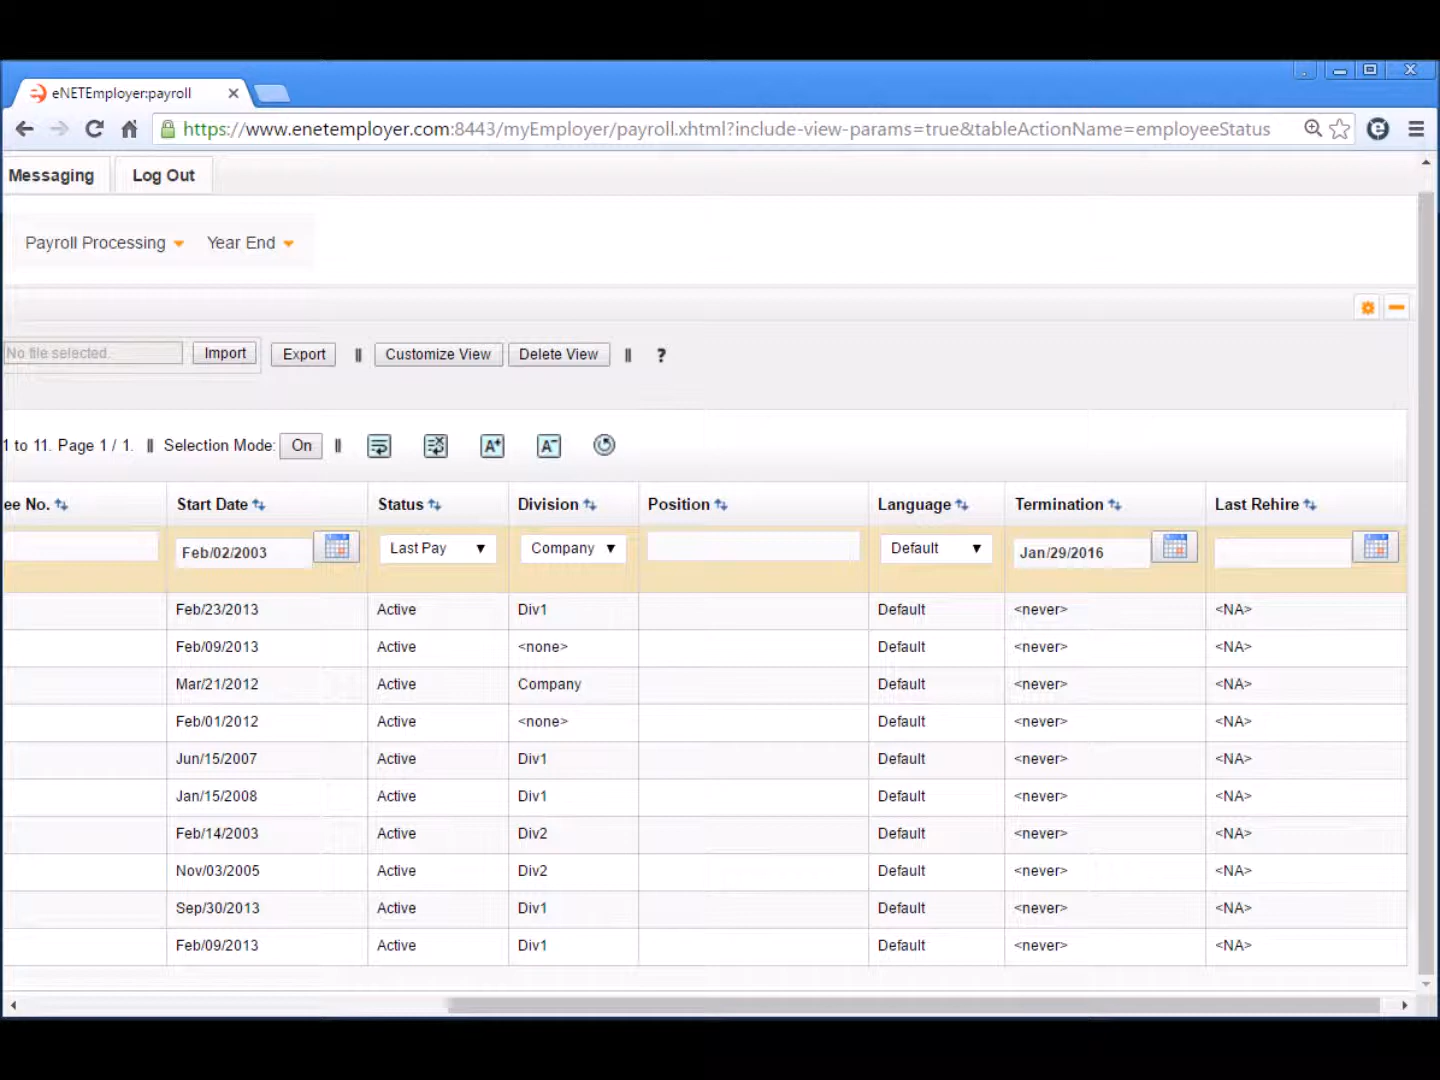 eNETEmployer:payroll
https://www.enetemployer.com:8443/myEmployer/payroll.xhtml?include-view-params=true&tableActionName=employeeStatus
Messaging Log Out
Payroll Processing Year End
No file selected. Import Export || Customize View Delete View || ?
1 to 11. Page 1 / 1. || Selection Mode: On || A+ A-
ee No. Start Date Status Division Position Language Termination Last Rehire
Feb/02/2003 Last Pay Company Default Jan/29/2016
Feb/23/2013 Active Div1 Default <never> <NA>
Feb/09/2013 Active <none> Default <never> <NA>
Mar/21/2012 Active Company Default <never> <NA>
Feb/01/2012 Active <none> Default <never> <NA>
Jun/15/2007 Active Div1 Default <never> <NA>
Jan/15/2008 Active Div1 Default <never> <NA>
Feb/14/2003 Active Div2 Default <never> <NA>
Nov/03/2005 Active Div2 Default <never> <NA>
Sep/30/2013 Active Div1 Default <never> <NA>
Feb/09/2013 Active Div1 Default <never> <NA>